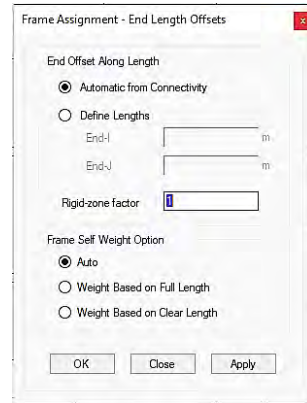 Frame Assignment - End Length Offsets
x
End Offset Along Length
Automatic from Connectivity
Define Lengths
End-I m
End-J m
Rigid-zone factor 1
Frame Self Weight Option
Auto
Weight Based on Full Length
Weight Based on Clear Length
OK Close Apply